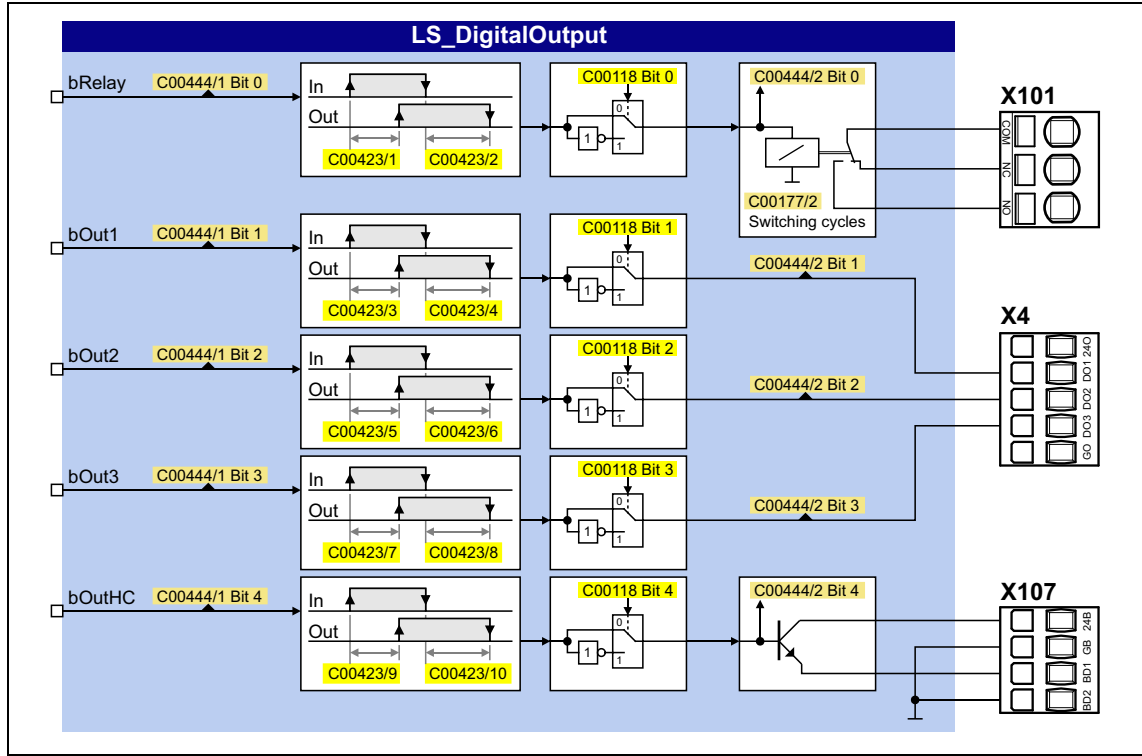 LS_DigitalOutput
bRelay
C00444/1 Bit 0
In
Out
C00423/1
C00423/2
C00118 Bit 0
0
1
1
C00444/2 Bit 0
C00177/2
Switching cycles
X101
COM
NC
NO
bOut1
C00444/1 Bit 1
In
Out
C00423/3
C00423/4
C00118 Bit 1
0
1
1
C00444/2 Bit 1
bOut2
C00444/1 Bit 2
In
Out
C00423/5
C00423/6
C00118 Bit 2
0
1
1
C00444/2 Bit 2
X4
24O
DO1
DO2
DO3
GO
bOut3
C00444/1 Bit 3
In
Out
C00423/7
C00423/8
C00118 Bit 3
0
1
1
C00444/2 Bit 3
bOutHC
C00444/1 Bit 4
In
Out
C00423/9
C00423/10
C00118 Bit 4
0
1
1
C00444/2 Bit 4
X107
24B
GB
BD1
BD2